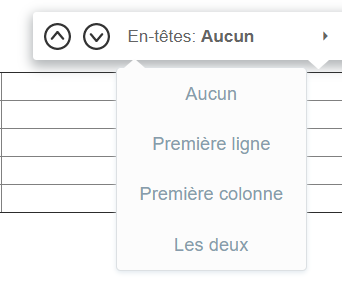 En-têtes: Aucun
Aucun
Première ligne
Première colonne
Les deux